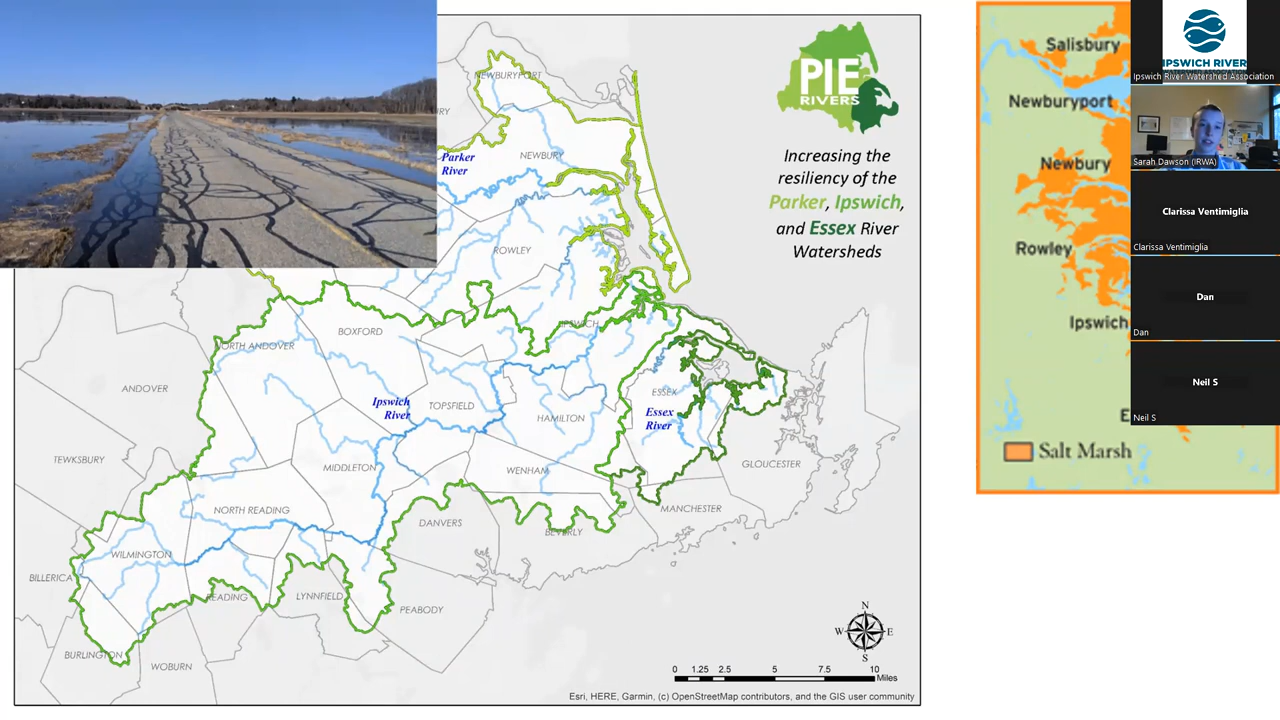 NEWBURYPORT
Parker
River
NEWBURY
ROWLEY
IPSWICH
BOXFORD
NORTH ANDOVER
ANDOVER
Ipswich
River
TOPSFIELD
HAMILTON
ESSEX
Essex
River
TEWKSBURY
MIDDLETON
WENHAM
GLOUCESTER
NORTH READING
MANCHESTER
DANVERS
BEVERLY
WILMINGTON
BILLERICA
READING
LYNNFIELD
PEABODY
BURLINGTON
WOBURN
PIE
RIVERS
Increasing the
resiliency of the
Parker, Ipswich,
and Essex River
Watersheds
N
W E
S
0 1.25 2.5 5 7.5 10
Miles
Esri, HERE, Garmin, (c) OpenStreetMap contributors, and the GIS user community
Salisbury
Newburyport
Newbury
Rowley
Ipswich
Salt Marsh
IPSWICH RIVER
Ipswich River Watershed Association
Sarah Dawson (IRWA)
Clarissa Ventimiglia
Clarissa Ventimiglia
Dan
Dan
Neil S
Neil S